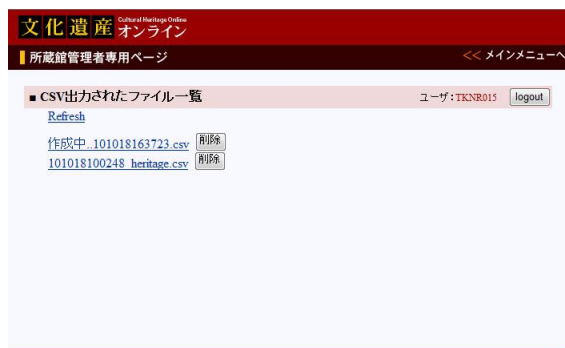 文化遺産 Cultural Heritage Online
オンライン
所蔵館管理者専用ページ << メインメニューへ
■ CSV出力されたファイル一覧 ユーザ:TKNR015 logout
Refresh
作成中..101018163723.csv 削除
101018100248_heritage.csv 削除